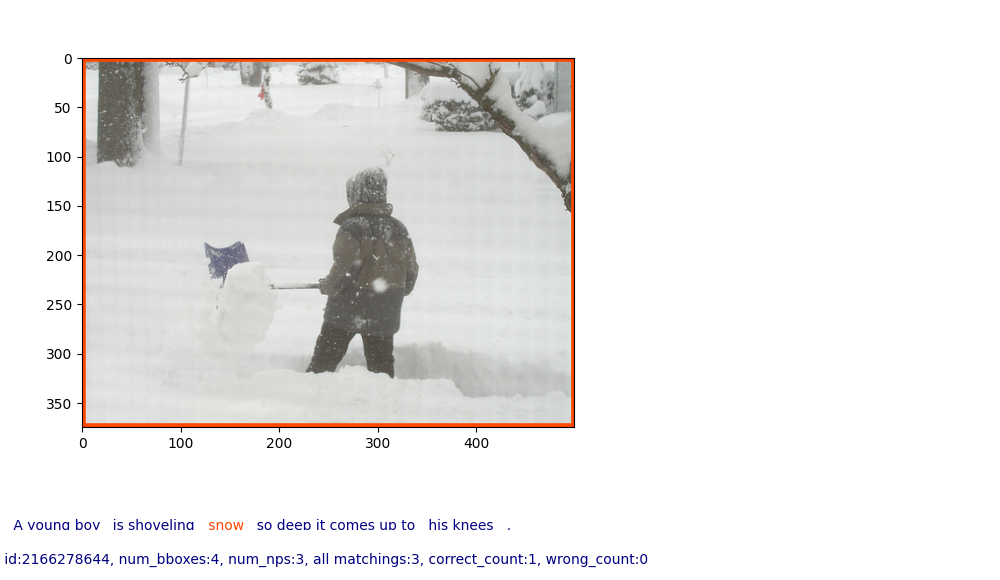 0
50
100
150
200
250
300
350
0 100 200 300 400
A young boy is shoveling snow so deep it comes up to his knees .
id:2166278644, num_bboxes:4, num_nps:3, all matchings:3, correct_count:1, wrong_count:0